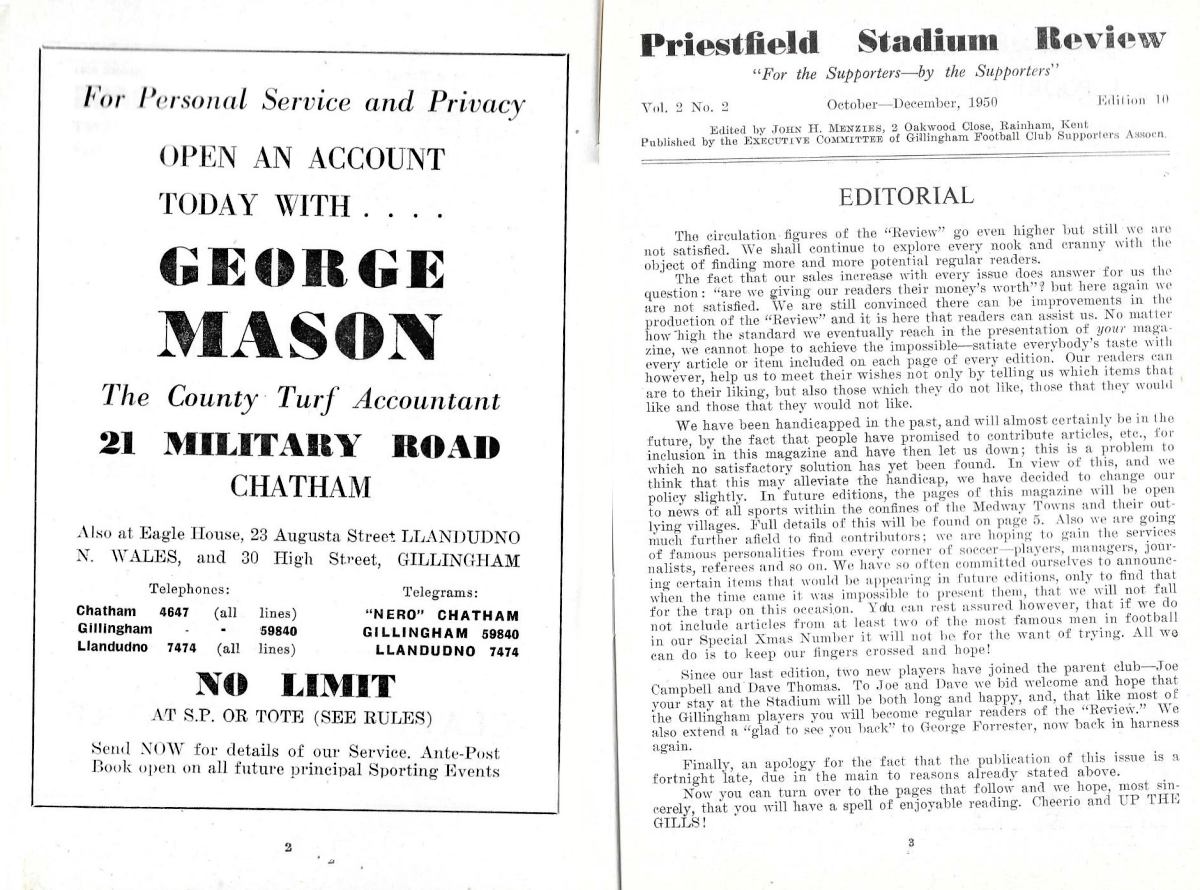 For Personal Service and Privacy
OPEN AN ACCOUNT
TODAY WITH . . . .
GEORGE
MASON
The County Turf Accountant
21 MILITARY ROAD
CHATHAM
Also at Eagle House, 23 Augusta Street LLANDUDNO
N. WALES, and 30 High Street, GILLINGHAM
Telephones:
Chatham 4647 (all lines)
Gillingham - - 59840
Llandudno 7474 (all lines)
Telegrams:
"NERO" CHATHAM
GILLINGHAM 59840
LLANDUDNO 7474
NO LIMIT
AT S.P. OR TOTE (SEE RULES)
Send NOW for details of our Service. Ante-Post
Book open on all future principal Sporting Events
2
Priestfield Stadium Review
"For the Supporters—by the Supporters"
Vol. 2 No. 2 October—December, 1950 Edition 10
Edited by JOHN H. MENZIES, 2 Oakwood Close, Rainham, Kent
Published by the EXECUTIVE COMMITTEE of Gillingham Football Club Supporters Assocn.
EDITORIAL
The circulation figures of the "Review" go even higher but still we are
not satisfied. We shall continue to explore every nook and cranny with the
object of finding more and more potential regular readers.
The fact that our sales increase with every issue does answer for us the
question: "are we giving our readers their money's worth"? but here again we
are not satisfied. We are still convinced there can be improvements in the
production of the "Review" and it is here that readers can assist us. No matter
how high the standard we eventually reach in the presentation of your maga-
zine, we cannot hope to achieve the impossible—satiate everybody's taste with
every article or item included on each page of every edition. Our readers can
however, help us to meet their wishes not only by telling us which items that
are to their liking, but also those which they do not like, those that they would
like and those that they would not like.
We have been handicapped in the past, and will almost certainly be in the
future, by the fact that people have promised to contribute articles, etc., for
inclusion in this magazine and have then let us down; this is a problem to
which no satisfactory solution has yet been found. In view of this, and we
think that this may alleviate the handicap, we have decided to change our
policy slightly. In future editions, the pages of this magazine will be open
to news of all sports within the confines of the Medway Towns and their out-
lying villages. Full details of this will be found on page 5. Also we are going
much further afield to find contributors; we are hoping to gain the services
of famous personalities from every corner of soccer—players, managers, jour-
nalists, referees and so on. We have so often committed ourselves to announc-
ing certain items that would be appearing in future editions, only to find that
when the time came it was impossible to present them, that we will not fall
for the trap on this occasion. You can rest assured however, that if we do
not include articles from at least two of the most famous men in football
in our Special Xmas Number it will not be for the want of trying. All we
can do is to keep our fingers crossed and hope!
Since our last edition, two new players have joined the parent club—Joe
Campbell and Dave Thomas. To Joe and Dave we bid welcome and hope that
your stay at the Stadium will be both long and happy, and, that like most of
the Gillingham players you will become regular readers of the "Review." We
also extend a "glad to see you back" to George Forrester, now back in harness
again.
Finally, an apology for the fact that the publication of this issue is a
fortnight late, due in the main to reasons already stated above.
Now you can turn over to the pages that follow and we hope, most sin-
cerely, that you will have a spell of enjoyable reading. Cheerio and UP THE
GILLS!
3